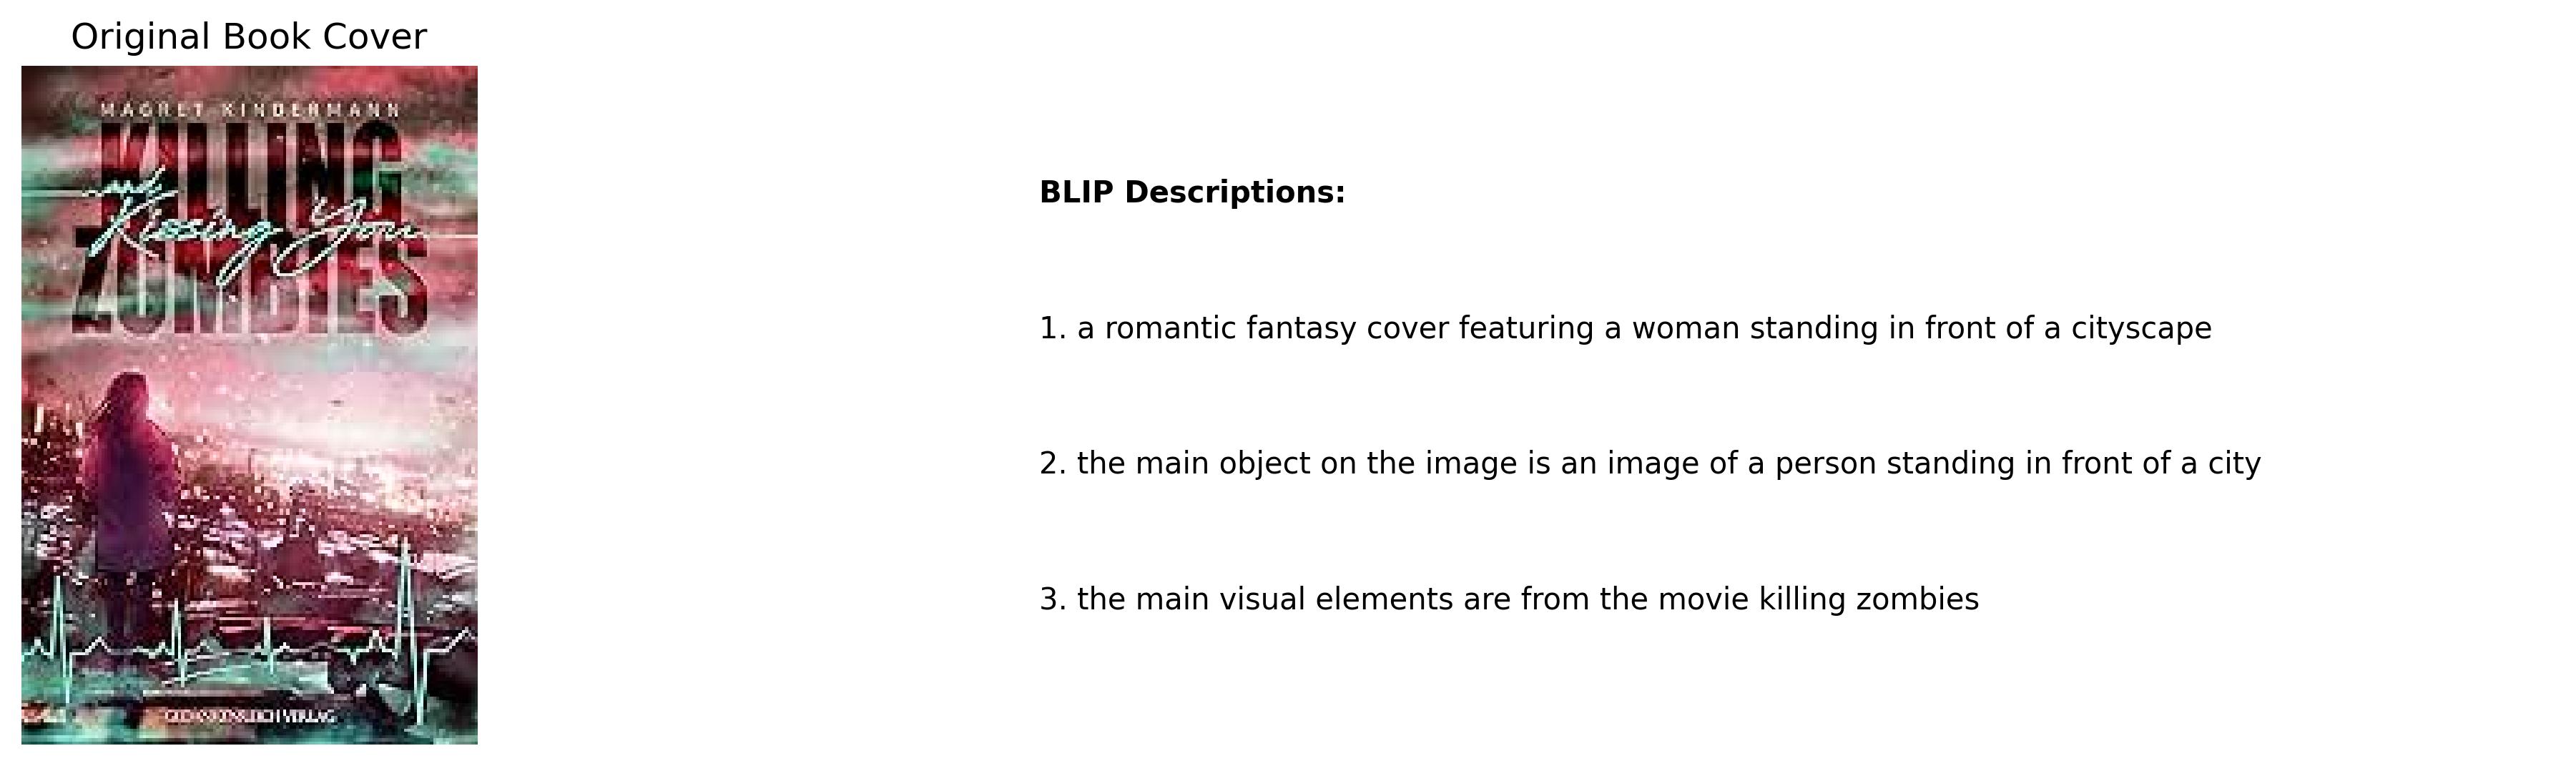 Original Book Cover
MAGRET KINDERMANN
KILLING
and
Kissing You
ZOMBIES
VERLAG
BLIP Descriptions:
1. a romantic fantasy cover featuring a woman standing in front of a cityscape
2. the main object on the image is an image of a person standing in front of a city
3. the main visual elements are from the movie killing zombies